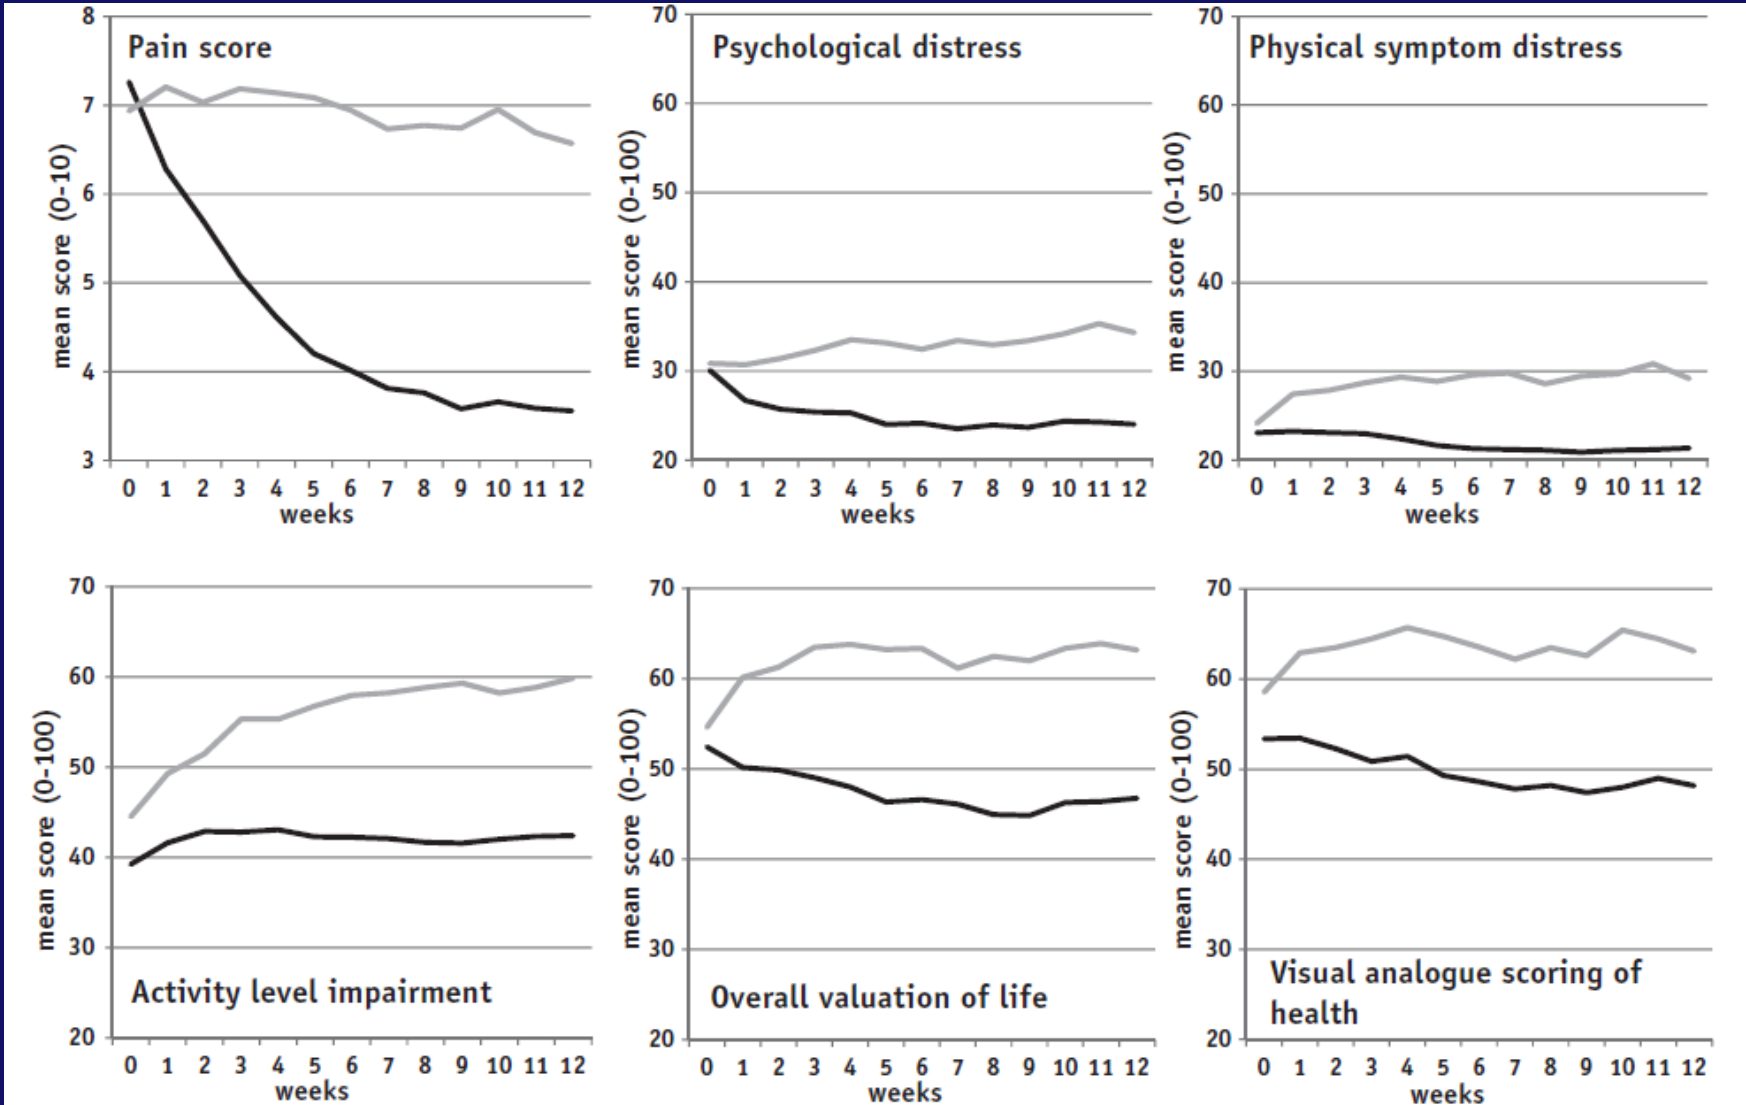 Pain score
mean score (0-10)
8
7
6
5
4
3
0 1 2 3 4 5 6 7 8 9 10 11 12
weeks
Psychological distress
mean score (0-100)
70
60
50
40
30
20
0 1 2 3 4 5 6 7 8 9 10 11 12
weeks
Physical symptom distress
mean score (0-100)
70
60
50
40
30
20
0 1 2 3 4 5 6 7 8 9 10 11 12
weeks
mean score (0-100)
70
60
50
40
30
20
Activity level impairment
0 1 2 3 4 5 6 7 8 9 10 11 12
weeks
mean score (0-100)
70
60
50
40
30
20
Overall valuation of life
0 1 2 3 4 5 6 7 8 9 10 11 12
weeks
mean score (0-100)
70
60
50
40
30
20
Visual analogue scoring of
health
0 1 2 3 4 5 6 7 8 9 10 11 12
weeks